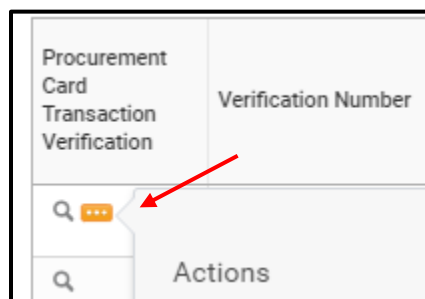 Procurement
Card
Transaction
Verification
Verification Number
Actions